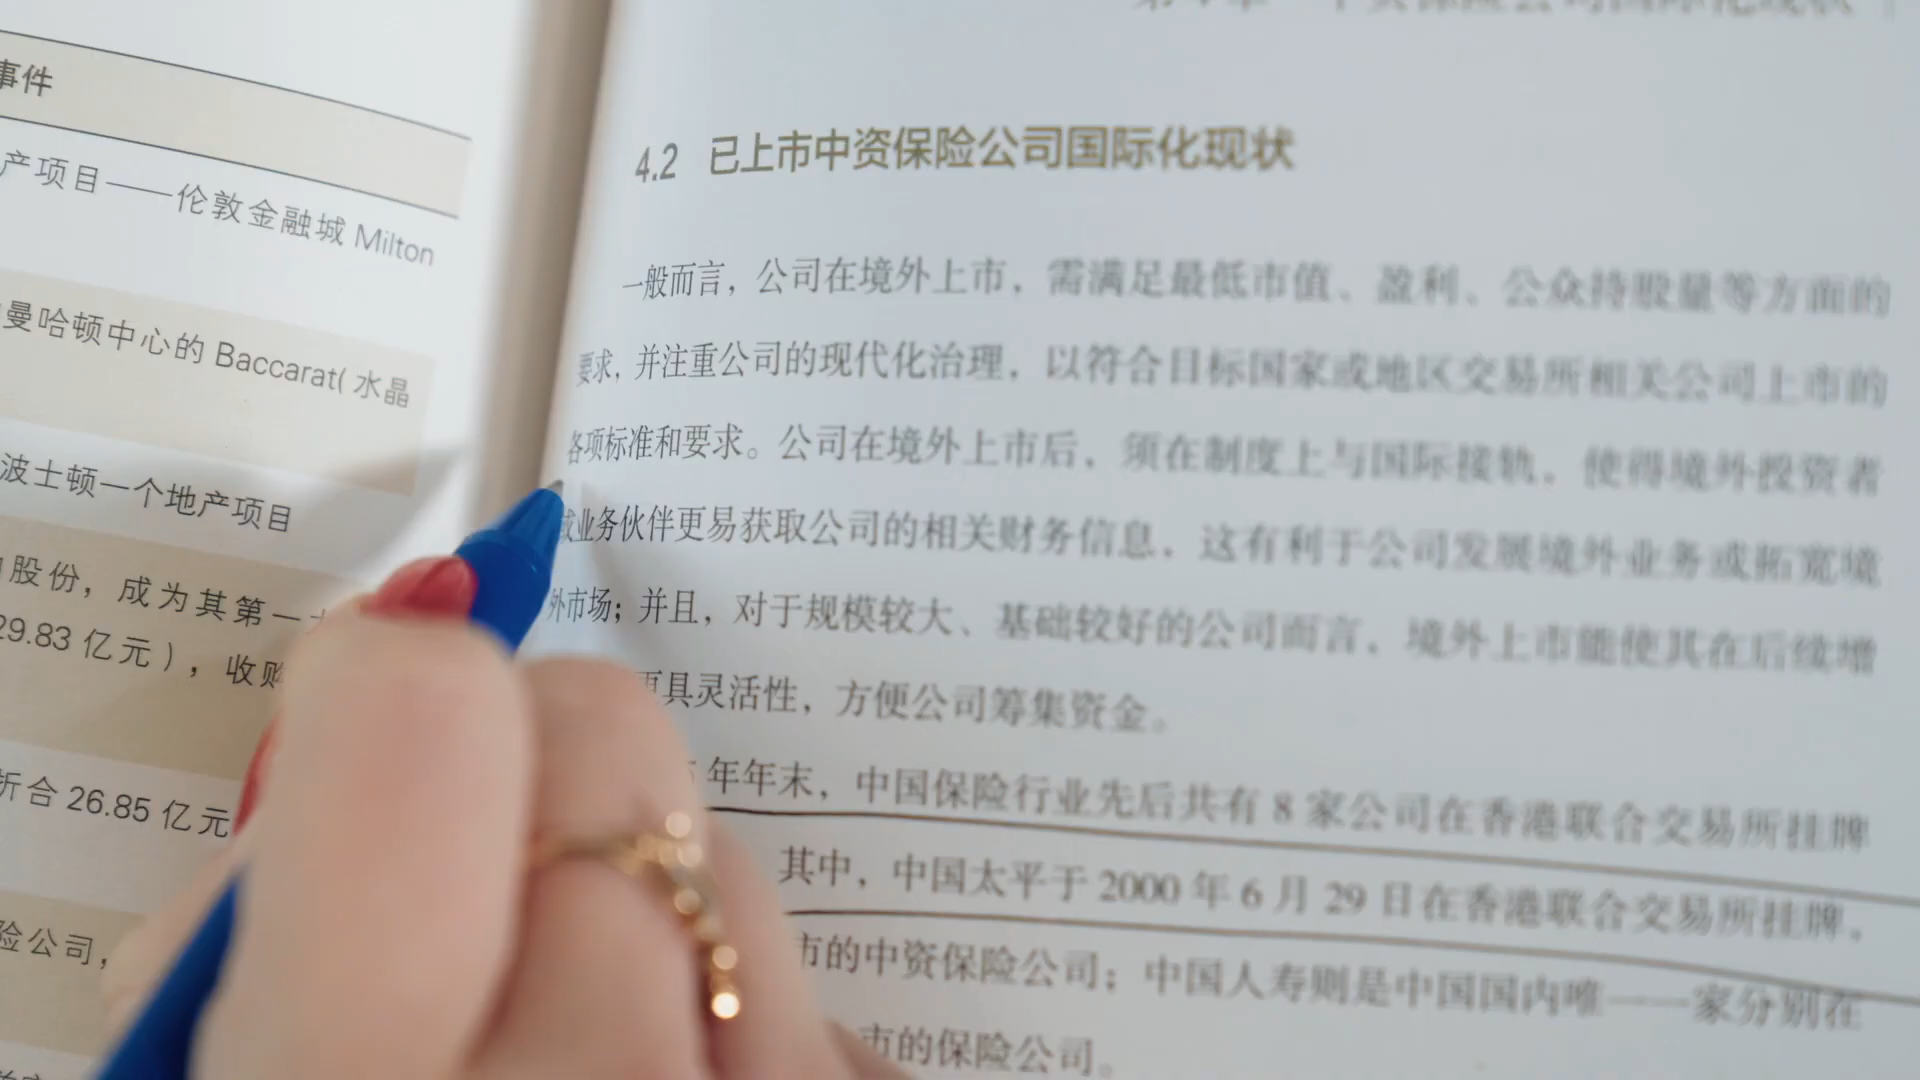 事件
产项目——伦敦金融城 Milton
曼哈顿中心的 Baccarat( 水晶
波士顿一个地产项目
股份，成为其第一
29.83 亿元），收购
折合 26.85 亿元
险公司，
4.2 已上市中资保险公司国际化现状
一般而言，公司在境外上市，需满足最低市值、盈利、公众持股量等方面的
要求，并注重公司的现代化治理，以符合目标国家或地区交易所相关公司上市的
各项标准和要求。公司在境外上市后，须在制度上与国际接轨，使得境外投资者
或业务伙伴更易获取公司的相关财务信息，这有利于公司发展境外业务或拓宽境
外市场；并且，对于规模较大、基础较好的公司而言，境外上市能使其在后续增
更具灵活性，方便公司筹集资金。
年年末，中国保险行业先后共有 8 家公司在香港联合交易所挂牌
其中，中国太平于 2000 年 6 月 29 日在香港联合交易所挂牌，
市的中资保险公司；中国人寿则是中国国内唯一一家分别在
市的保险公司。